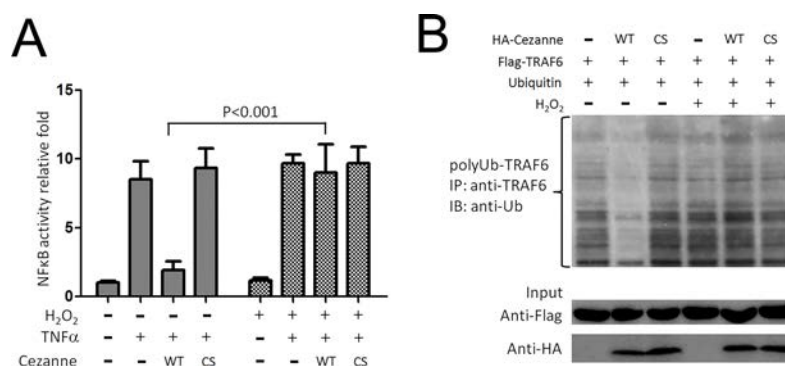 A
P<0.001
NFκB activity relative fold
15
10
5
0
H₂O₂ - - - - + + + +
TNFα - + + + - + + +
Cezanne - - WT CS - - WT CS
B
HA-Cezanne - WT CS - WT CS
Flag-TRAF6 + + + + + +
Ubiquitin + + + + + +
H₂O₂ - - - + + +
polyUb-TRAF6
IP: anti-TRAF6
IB: anti-Ub
Input
Anti-Flag
Anti-HA